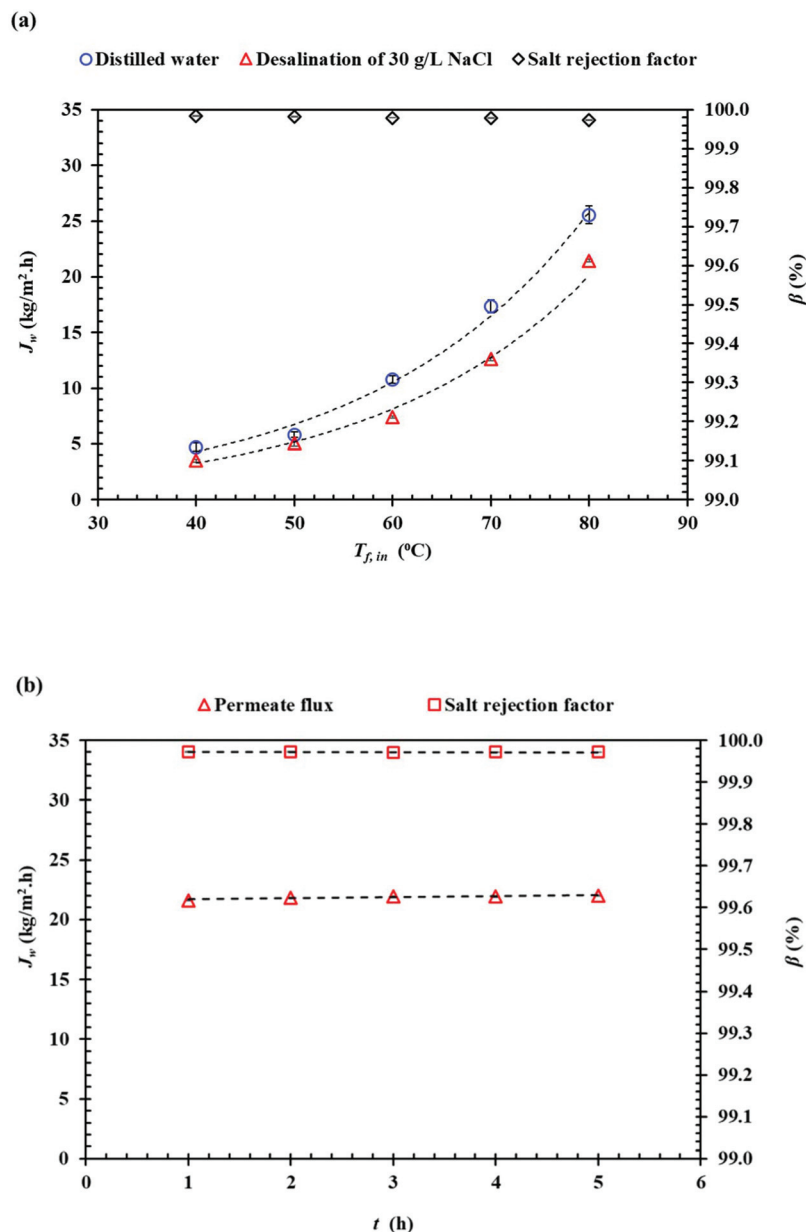 (a)
Distilled water Desalination of 30 g/L NaCl Salt rejection factor
35 100.0
30 99.9
25 99.8
20 99.7
15 99.6
10 99.5
5 99.4
0 99.3
99.2
99.1
99.0
J_w (kg/m².h)
β (%)
30 40 50 60 70 80 90
T_f, in (⁰C)
(b)
Permeate flux Salt rejection factor
35 100.0
30 99.9
25 99.8
20 99.7
15 99.6
10 99.5
5 99.4
0 99.3
99.2
99.1
99.0
J_w (kg/m².h)
β (%)
0 1 2 3 4 5 6
t (h)